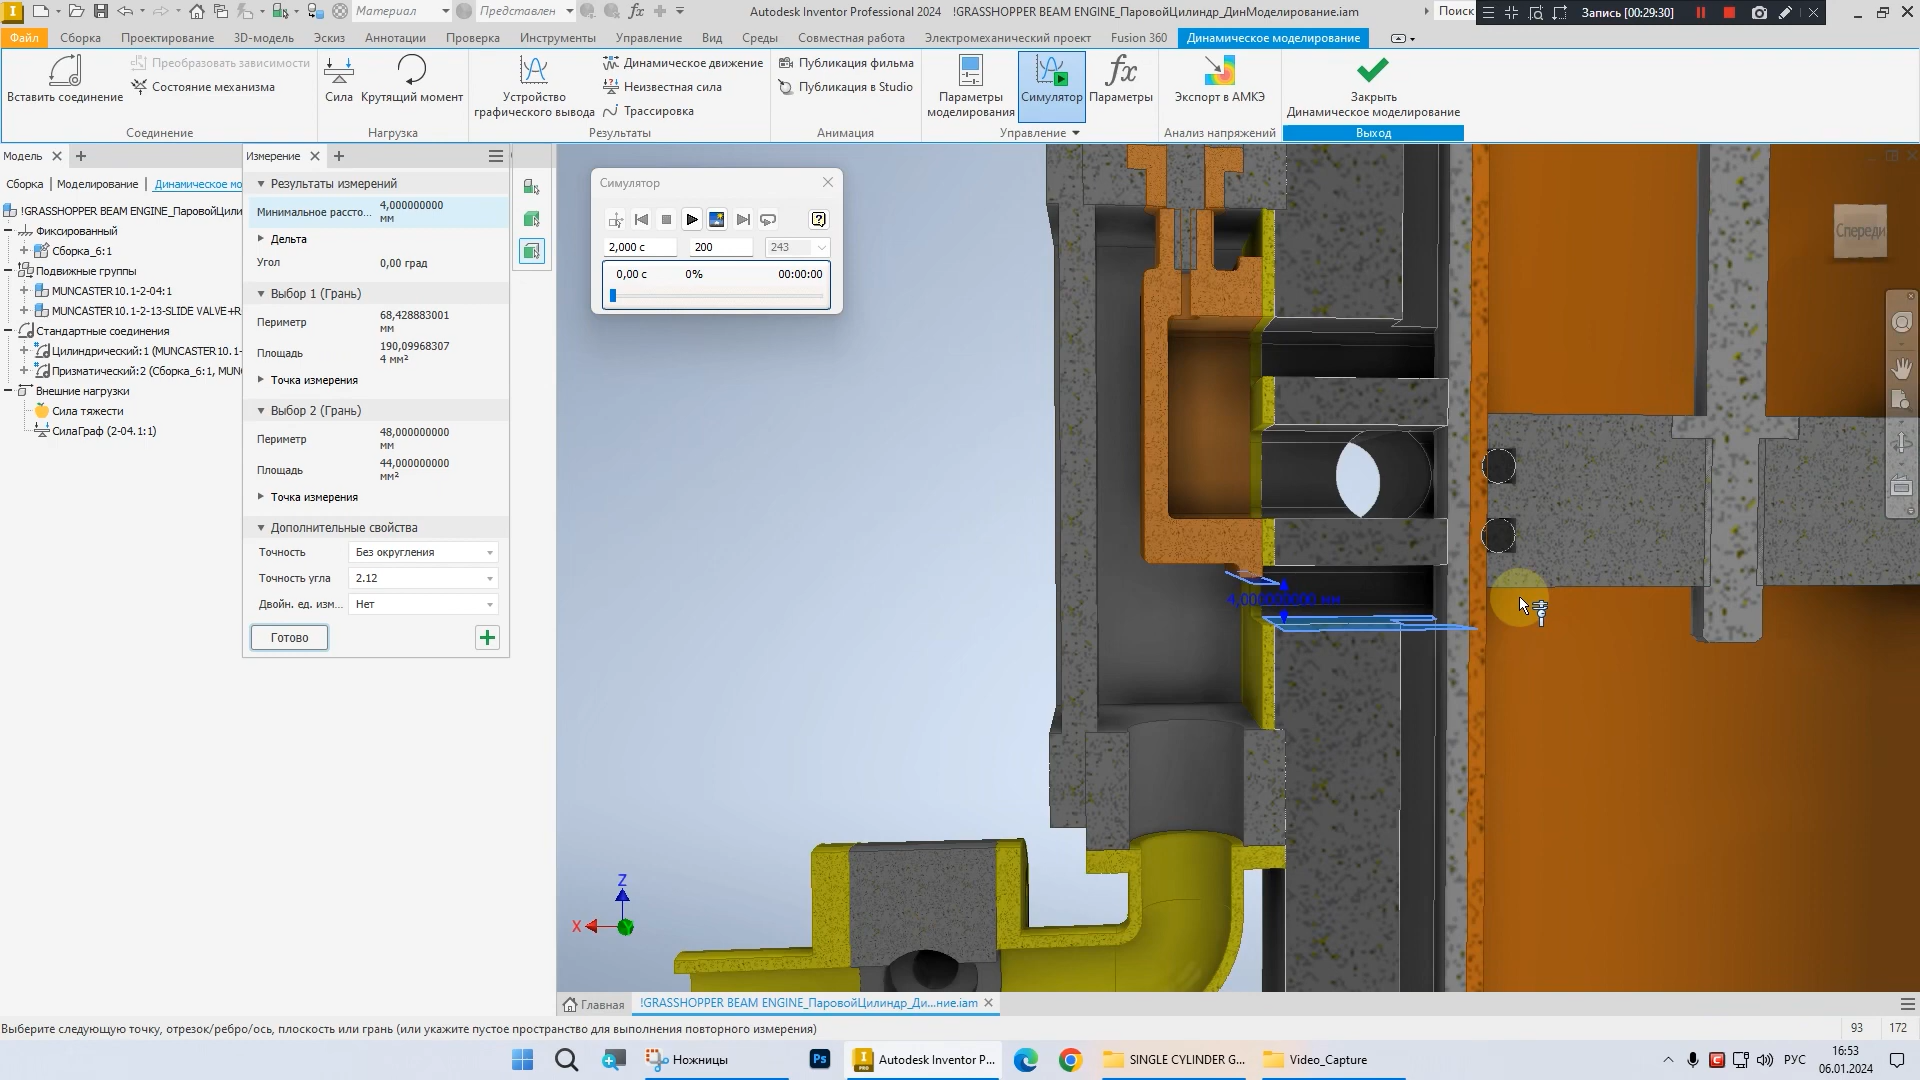 Материал
Представлен
Autodesk Inventor Professional 2024
!GRASSHOPPER BEAM ENGINE_ПаровойЦилиндр_ДинМоделирование.iam
Поиск
Запись [00:29:30]
Файл
Сборка
Проектирование
3D-модель
Эскиз
Аннотации
Проверка
Инструменты
Управление
Вид
Среды
Совместная работа
Электромеханический проект
Fusion 360
Динамическое моделирование
Вставить соединение
Преобразовать зависимости
Состояние механизма
Соединение
Сила
Крутящий момент
Нагрузка
Устройство
графического вывода
Динамическое движение
Неизвестная сила
Трассировка
Результаты
Публикация фильма
Публикация в Studio
Анимация
Параметры
моделирования
Симулятор
fx
Параметры
Управление
Экспорт в АМКЭ
Анализ напряжений
Закрыть
Динамическое моделирование
Выход
Модель
Сборка
Моделирование
Динамическое мо
!GRASSHOPPER BEAM ENGINE_ПаровойЦили
Фиксированный
Сборка_6:1
Подвижные группы
MUNCASTER10.1-2-04:1
MUNCASTER10.1-2-13-SLIDE VALVE+R
Стандартные соединения
Цилиндрический:1 (MUNCASTER10.1-
Призматический:2 (Сборка_6:1, MUN
Внешние нагрузки
Сила тяжести
СилаГраф (2-04.1:1)
Измерение
Результаты измерений
Минимальное рассто...
4,000000000
мм
Дельта
Угол
0,00 град
Выбор 1 (Грань)
Периметр
68,428883001
мм
Площадь
190,09968307
4 мм²
Точка измерения
Выбор 2 (Грань)
Периметр
48,000000000
мм
Площадь
44,000000000
мм²
Точка измерения
Дополнительные свойства
Точность
Без округления
Точность угла
2.12
Двойн. ед. изм...
Нет
Готово
Симулятор
2,000 с
200
243
0,00 с
0%
00:00:00
4,000000000 мм
Спереди
Z
X
Главная
!GRASSHOPPER BEAM ENGINE_ПаровойЦилиндр_Ди...ние.iam
Выберите следующую точку, отрезок/ребро/ось, плоскость или грань (или укажите пустое пространство для выполнения повторного измерения)
93
172
Ножницы
Ps
Autodesk Inventor P...
SINGLE CYLINDER G...
Video_Capture
РУС
16:53
06.01.2024